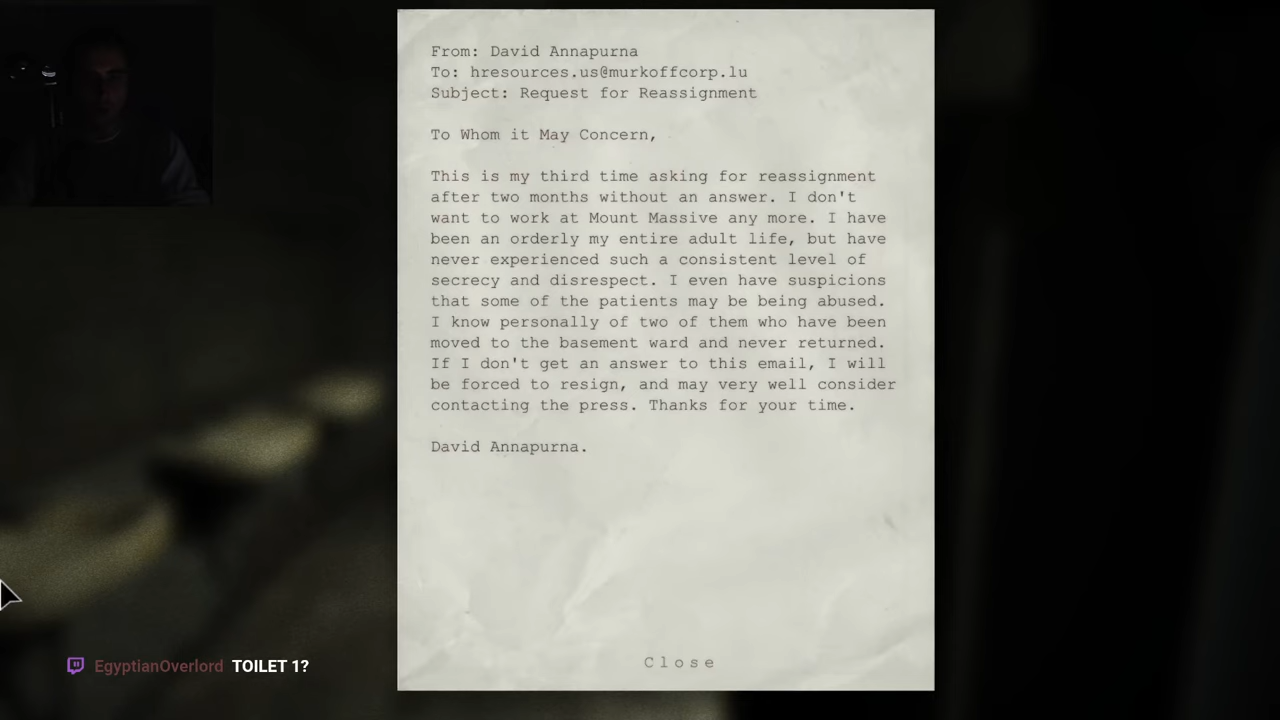 From: David Annapurna
To: hresources.us@murkoffcorp.lu
Subject: Request for Reassignment
To Whom it May Concern,
This is my third time asking for reassignment
after two months without an answer. I don't
want to work at Mount Massive any more. I have
been an orderly my entire adult life, but have
never experienced such a consistent level of
secrecy and disrespect. I even have suspicions
that some of the patients may be being abused.
I know personally of two of them who have been
moved to the basement ward and never returned.
If I don't get an answer to this email, I will
be forced to resign, and may very well consider
contacting the press. Thanks for your time.
David Annapurna.
Close
EgyptianOverlord TOILET 1?